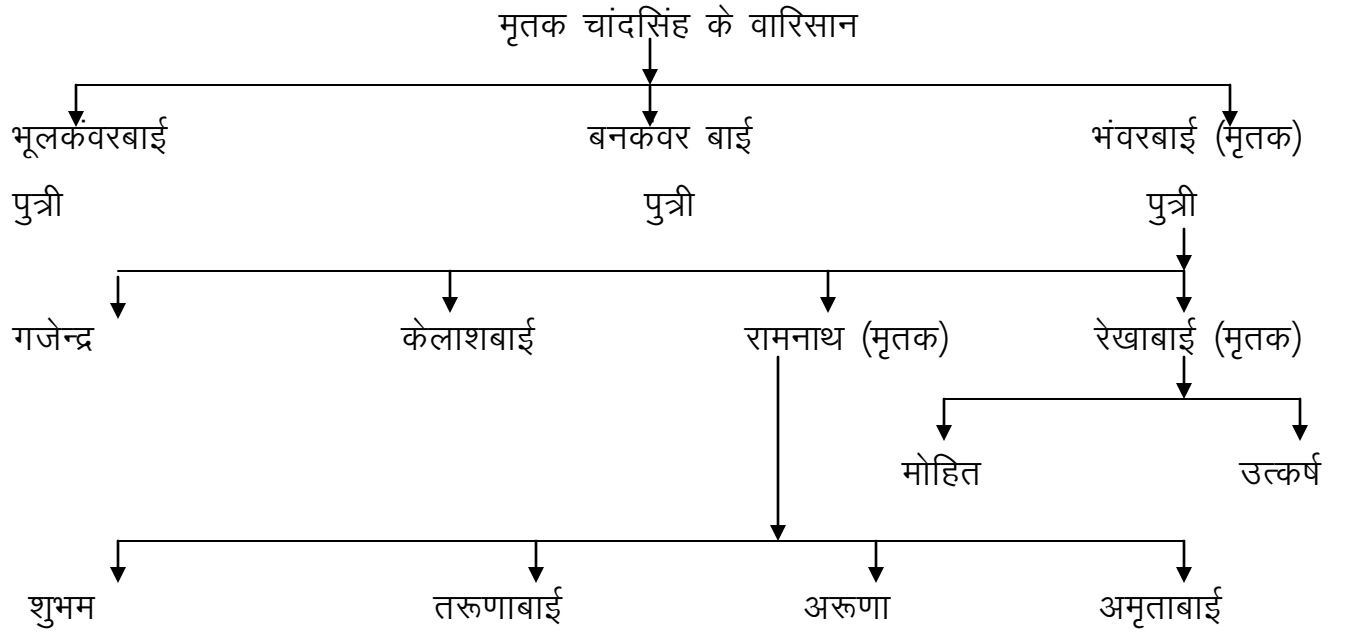 मृतक चांदसिंह के वारिसान
भूलकंवरबाई बनकंवर बाई भंवरबाई (मृतक)
पुत्री पुत्री पुत्री
गजेन्द्र केलाशबाई रामनाथ (मृतक) रेखाबाई (मृतक)
मोहित उत्कर्ष
शुभम तरूणाबाई अरूणा अमृताबाई